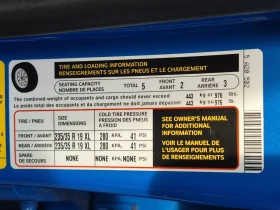 TIRE AND LOADING INFORMATION
RENSEIGNEMENTS SUR LES PNEUS ET LE CHARGEMENT
SEATING CAPACITY
NOMBRE DE PLACES
TOTAL 5
FRONT
AVANT 2
REAR
ARRIÈRE 3
The combined weight of occupants and cargo should never exceed 443 kg or 976 lbs.
Le poids total des occupants et du chargement ne doit jamais dépasser 443 kg ou 976 lb.
TIRE / PNEU
SIZE
DIMENSIONS
COLD TIRE PRESSURE
PRESSION DES PNEUS
A FROID
FRONT / AVANT 235/35 R 19 XL 280 KPA, 41 PSI
REAR / ARRIÈRE 235/35 R 19 XL 280 KPA, 41 PSI
SPARE
DE SECOURS
NONE NONE KPA, NONE PSI
SEE OWNER'S MANUAL
FOR ADDITIONAL
INFORMATION
VOIR LE MANUEL DE
L'USAGER POUR PLUS
DE RENSEIGNEMENTS